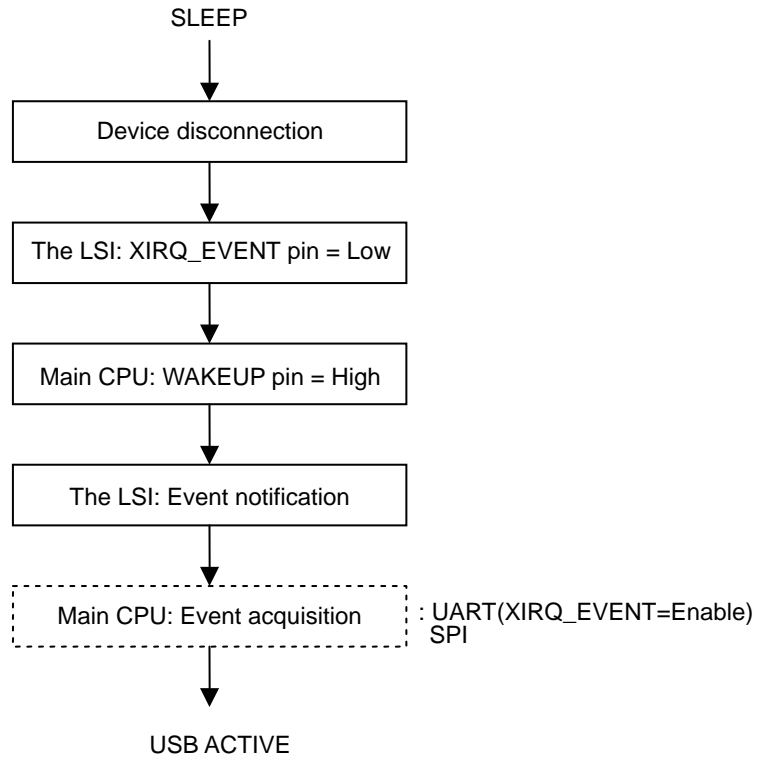 SLEEP
Device disconnection
The LSI: XIRQ_EVENT pin = Low
Main CPU: WAKEUP pin = High
The LSI: Event notification
Main CPU: Event acquisition
: UART(XIRQ_EVENT=Enable)
SPI
USB ACTIVE